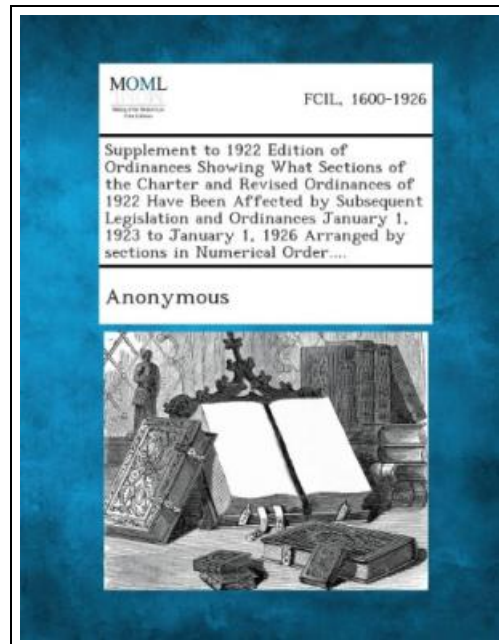 MOML
FCIL, 1600-1926
Supplement to 1922 Edition of
Ordinances Showing What Sections of
the Charter and Revised Ordinances of
1922 Have Been Affected by Subsequent
Legislation and Ordinances January 1,
1923 to January 1, 1926 Arranged by
sections in Numerical Order....
Anonymous